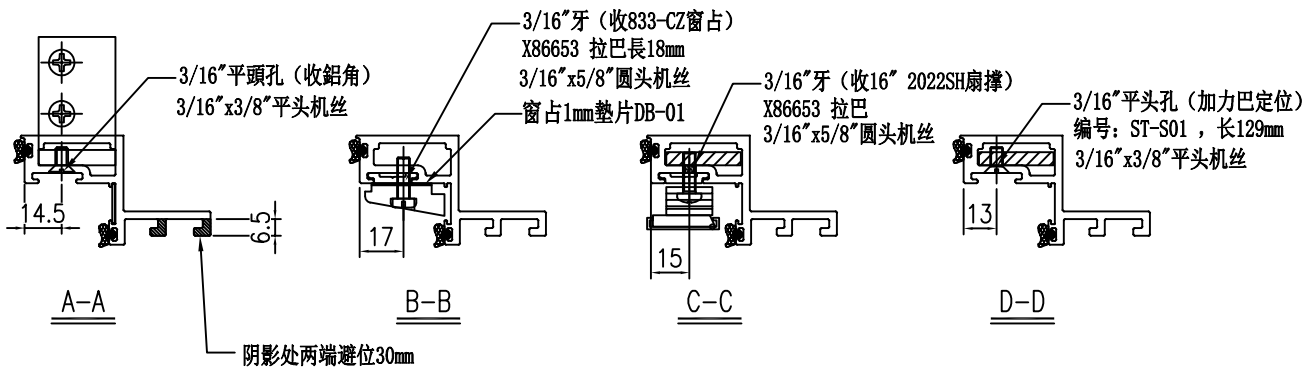 3/16"平頭孔（收鋁角）
3/16"x3/8"平头机丝
14.5
6.5
A-A
阴影处两端避位30mm
3/16"牙（收833-CZ窗占）
X86653 拉巴長18mm
3/16"x5/8"圆头机丝
窗占1mm墊片DB-01
17
B-B
3/16"牙（收16" 2022SH扇撑）
X86653 拉巴
3/16"x5/8"圆头机丝
15
C-C
3/16"平头孔（加力巴定位）
编号: ST-S01 ，长129mm
3/16"x3/8"平头机丝
13
D-D